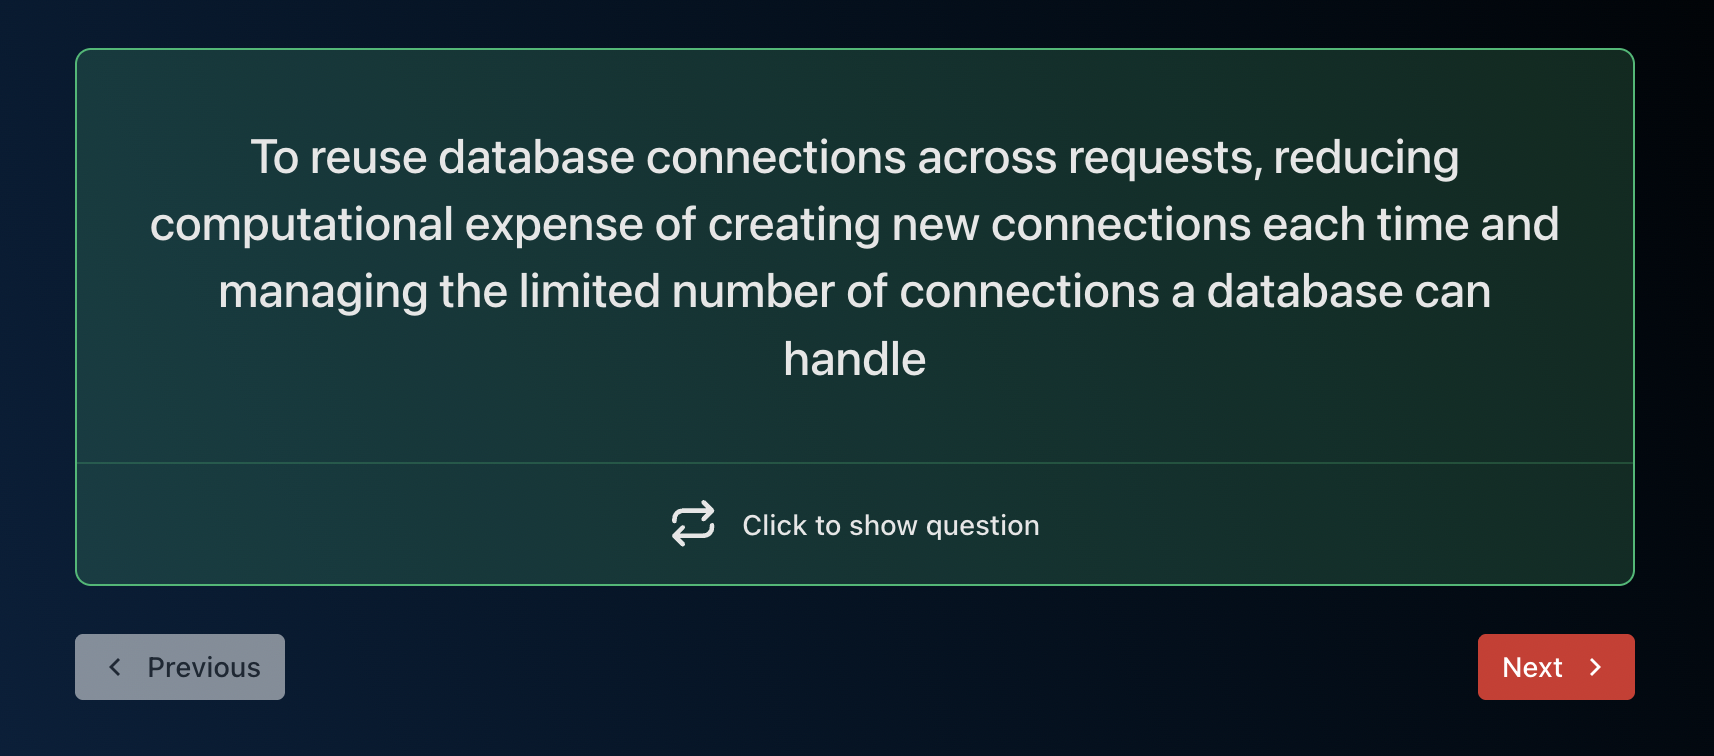 To reuse database connections across requests, reducing
computational expense of creating new connections each time and
managing the limited number of connections a database can
handle
Click to show question
Previous
Next